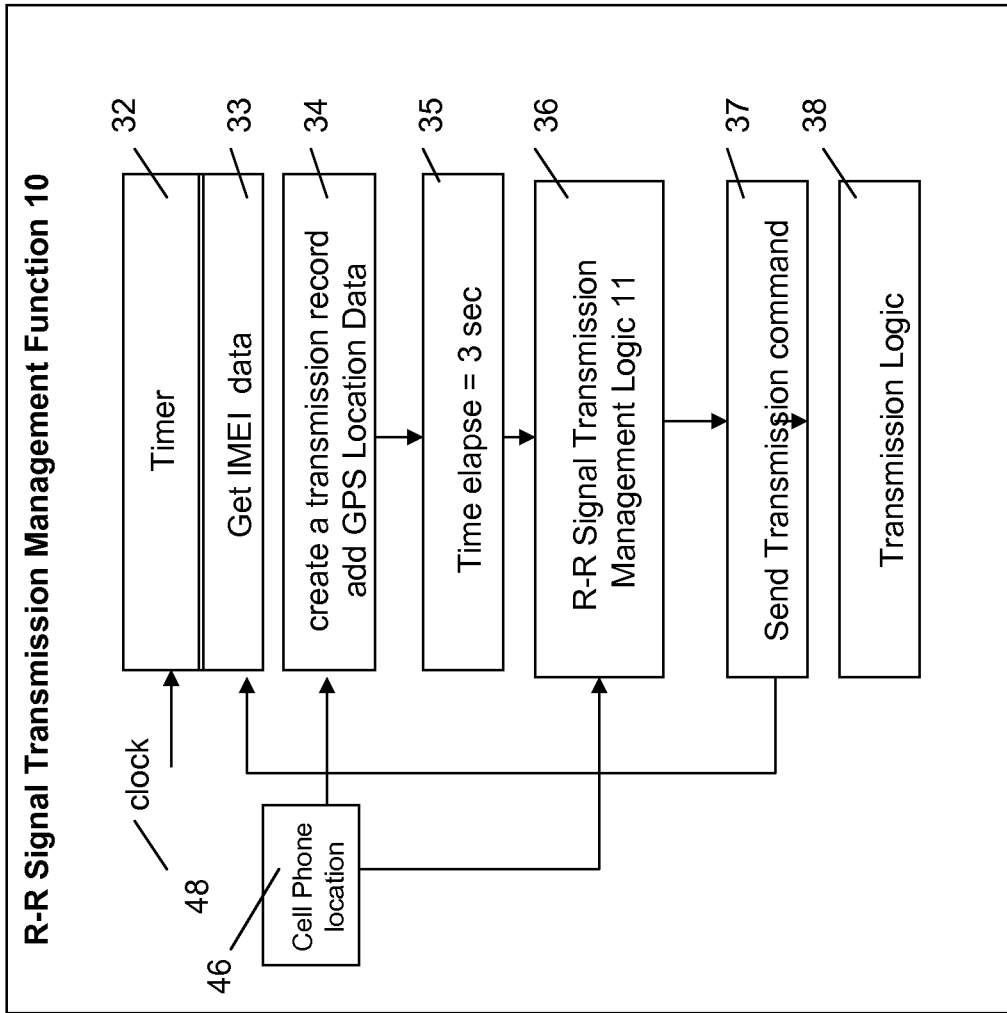 R-R Signal Transmission Management Function 10
48
clock
Timer
32
Get IMEI data
33
46
Cell Phone
location
create a transmission record
add GPS Location Data
34
Time elapse = 3 sec
35
R-R Signal Transmission
Management Logic 11
36
Send Transmission command
37
Transmission Logic
38